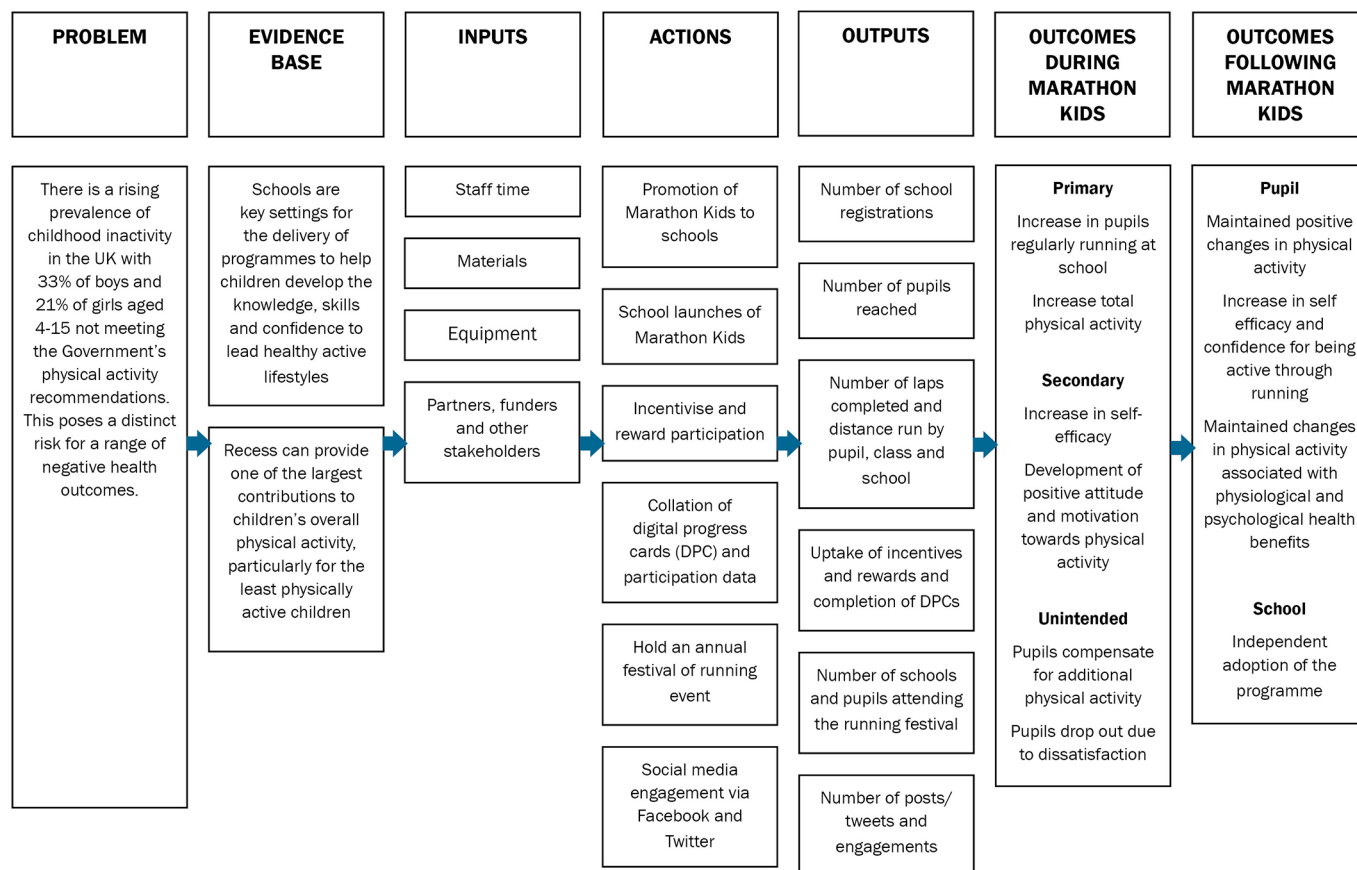 PROBLEM
EVIDENCE
BASE
INPUTS
ACTIONS
OUTPUTS
OUTCOMES
DURING
MARATHON
KIDS
OUTCOMES
FOLLOWING
MARATHON
KIDS
There is a rising
prevalence of
childhood inactivity
in the UK with
33% of boys and
21% of girls aged
4-15 not meeting
the Government's
physical activity
recommendations.
This poses a distinct
risk for a range of
negative health
outcomes.
Schools are
key settings for
the delivery of
programmes to help
children develop the
knowledge, skills
and confidence to
lead healthy active
lifestyles
Recess can provide
one of the largest
contributions to
children's overall
physical activity,
particularly for the
least physically
active children
Staff time
Materials
Equipment
Partners, funders
and other
stakeholders
Promotion of
Marathon Kids to
schools
School launches of
Marathon Kids
Incentivise and
reward participation
Collation of
digital progress
cards (DPC) and
participation data
Hold an annual
festival of running
event
Social media
engagement via
Facebook and
Twitter
Number of school
registrations
Number of pupils
reached
Number of laps
completed and
distance run by
pupil, class and
school
Uptake of incentives
and rewards and
completion of DPCs
Number of schools
and pupils attending
the running festival
Number of posts/
tweets and
engagements
Primary
Increase in pupils
regularly running at
school
Increase total
physical activity
Secondary
Increase in self-
efficacy
Development of
positive attitude
and motivation
towards physical
activity
Unintended
Pupils compensate
for additional
physical activity
Pupils drop out due
to dissatisfaction
Pupil
Maintained positive
changes in physical
activity
Increase in self
efficacy and
confidence for being
active through
running
Maintained changes
in physical activity
associated with
physiological and
psychological health
benefits
School
Independent
adoption of the
programme